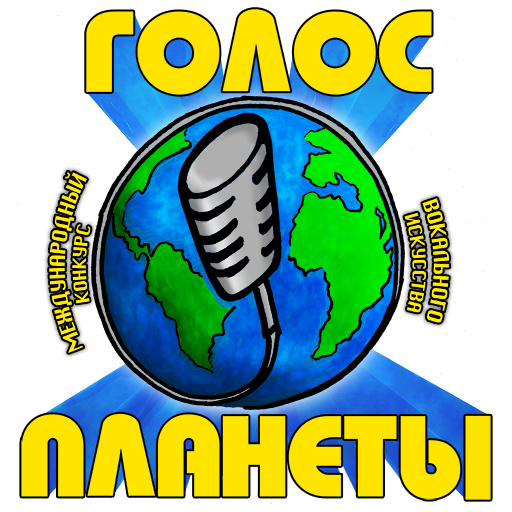 ГОЛОС
МЕЖДУНАРОДНЫЙ
КОНКУРС
ВОКАЛЬНОГО
ИСКУССТВА
ПЛАНЕТЫ